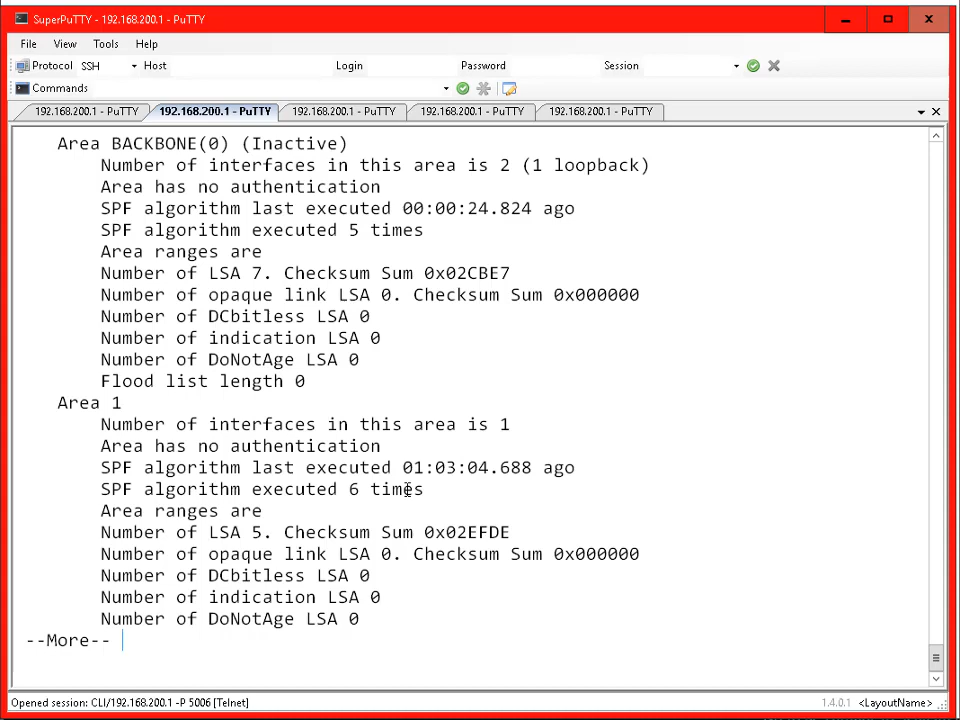 SuperPuTTY - 192.168.200.1 - PuTTY
File View Tools Help
Protocol SSH Host Login Password Session
Commands
192.168.200.1 - PuTTY 192.168.200.1 - PuTTY 192.168.200.1 - PuTTY 192.168.200.1 - PuTTY 192.168.200.1 - PuTTY
Area BACKBONE(0) (Inactive)
Number of interfaces in this area is 2 (1 loopback)
Area has no authentication
SPF algorithm last executed 00:00:24.824 ago
SPF algorithm executed 5 times
Area ranges are
Number of LSA 7. Checksum Sum 0x02CBE7
Number of opaque link LSA 0. Checksum Sum 0x000000
Number of DCbitless LSA 0
Number of indication LSA 0
Number of DoNotAge LSA 0
Flood list length 0
Area 1
Number of interfaces in this area is 1
Area has no authentication
SPF algorithm last executed 01:03:04.688 ago
SPF algorithm executed 6 times
Area ranges are
Number of LSA 5. Checksum Sum 0x02EFDE
Number of opaque link LSA 0. Checksum Sum 0x000000
Number of DCbitless LSA 0
Number of indication LSA 0
Number of DoNotAge LSA 0
--More--
Opened session: CLI/192.168.200.1 -P 5006 [Telnet] 1.4.0.1 <LayoutName>